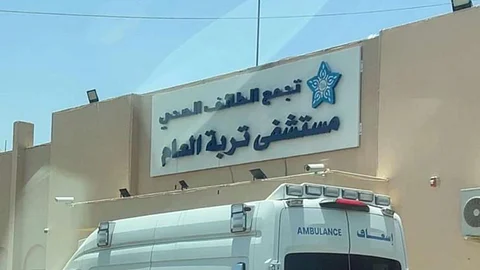 تجمع الطائف الصحي
مستشفى تربة العام
AMBULANCE إسعاف